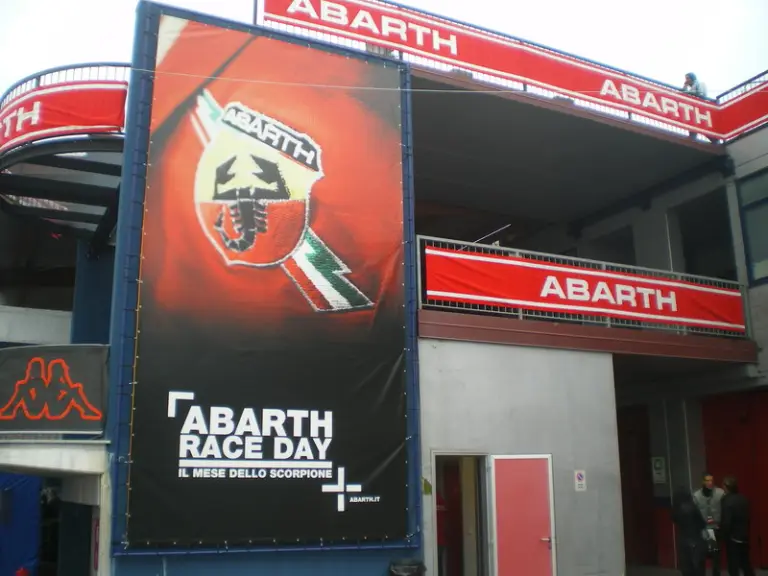 ABARTH
ABARTH
TH
ABARTH
ABARTH
ABARTH
RACE DAY
IL MESE DELLO SCORPIONE
ABARTH.IT